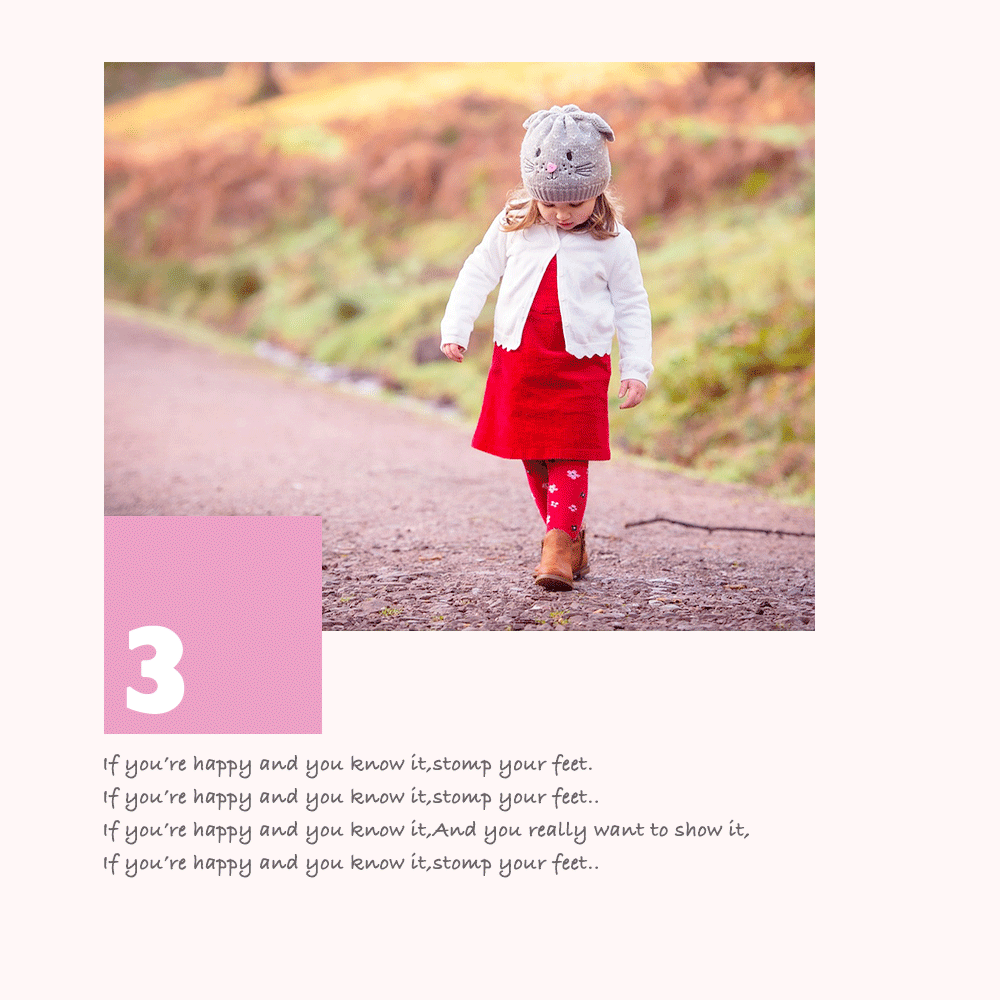 3
If you're happy and you know it,stomp your feet.
If you're happy and you know it,stomp your feet..
If you're happy and you know it,And you really want to show it,
If you're happy and you know it,stomp your feet..